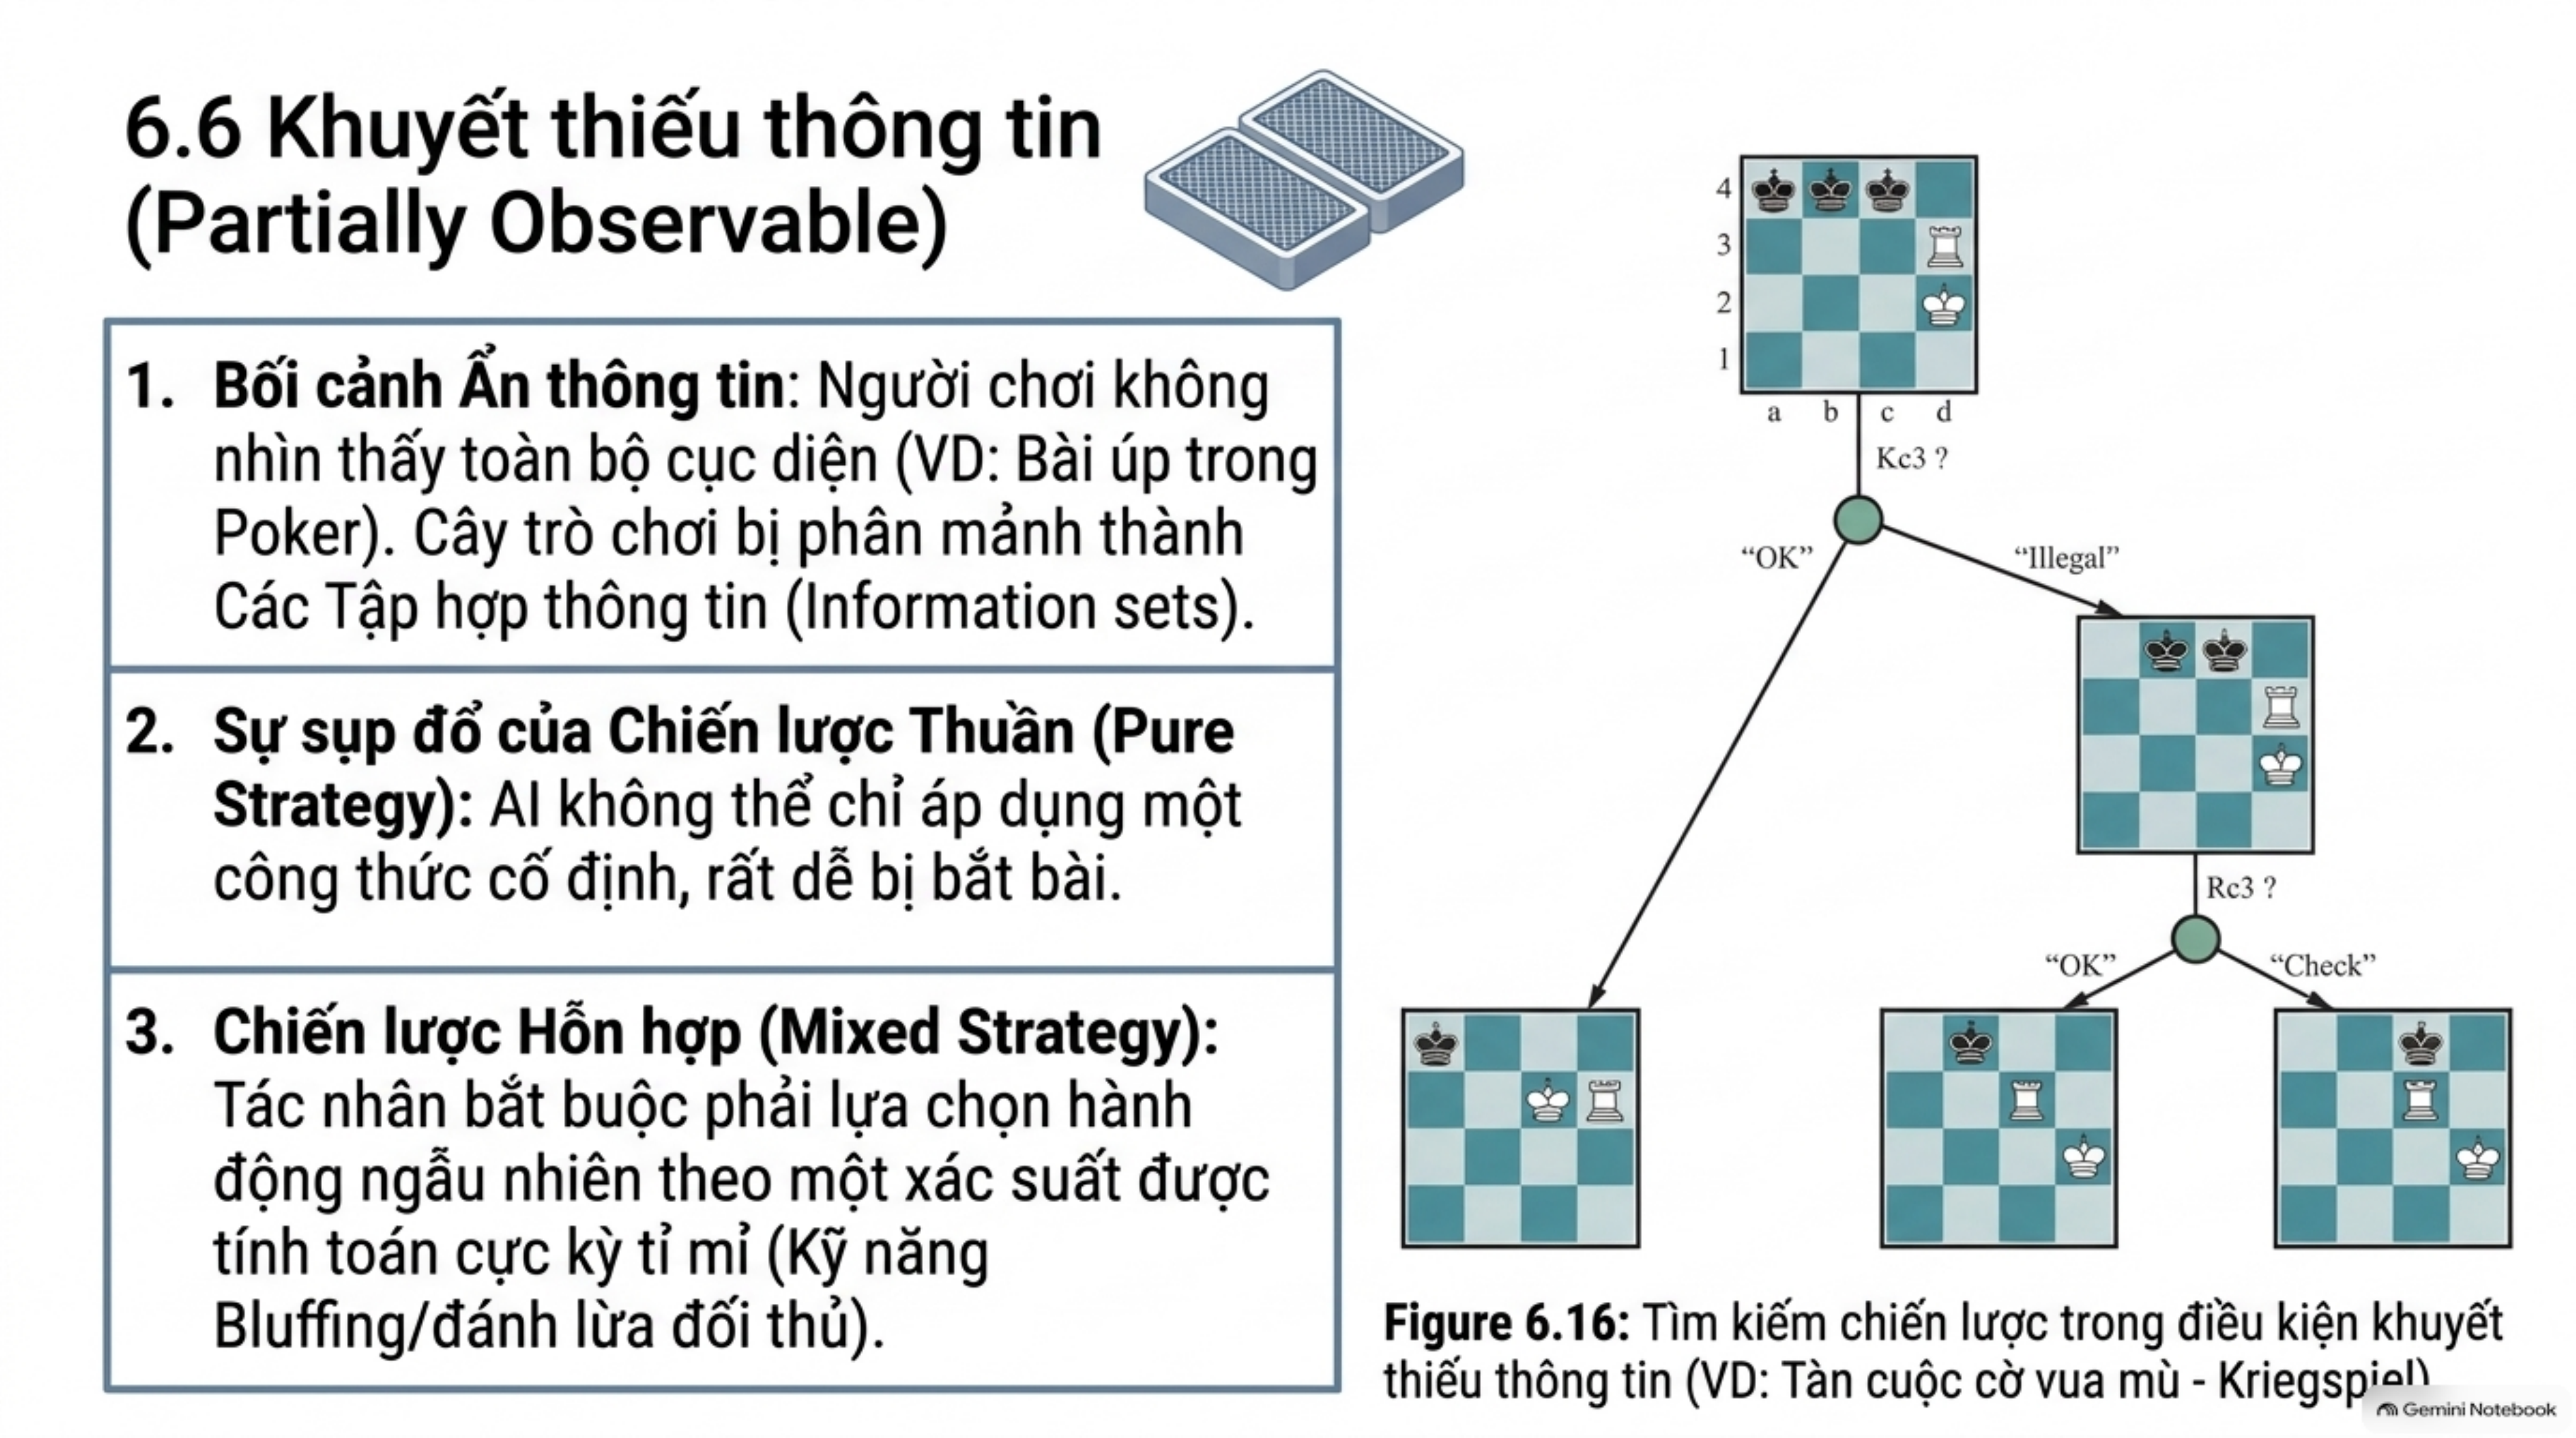 6.6 Khuyết thiếu thông tin
(Partially Observable)
1. Bối cảnh Ẩn thông tin: Người chơi không
nhìn thấy toàn bộ cục diện (VD: Bài úp trong
Poker). Cây trò chơi bị phân mảnh thành
Các Tập hợp thông tin (Information sets).
2. Sự sụp đổ của Chiến lược Thuần (Pure
Strategy): AI không thể chỉ áp dụng một
công thức cố định, rất dễ bị bắt bài.
3. Chiến lược Hỗn hợp (Mixed Strategy):
Tác nhân bắt buộc phải lựa chọn hành
động ngẫu nhiên theo một xác suất được
tính toán cực kỳ tỉ mỉ (Kỹ năng
Bluffing/đánh lừa đối thủ).
4
3
2
1
a b c d
Kc3 ?
“OK” “Illegal”
Rc3 ?
“OK” “Check”
Figure 6.16: Tìm kiếm chiến lược trong điều kiện khuyết
thiếu thông tin (VD: Tàn cuộc cờ vua mù - Kriegspiel)
Gemini Notebook